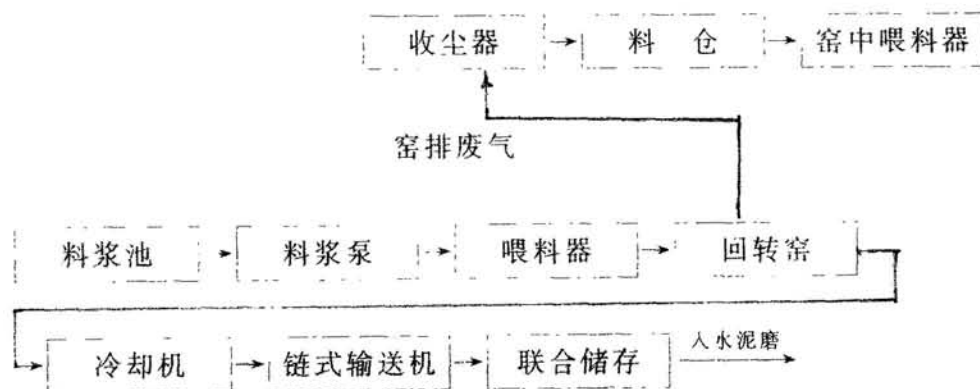 收尘器 料 仓 窑中喂料器
窑排废气
料浆池 料浆泵 喂料器 回转窑
冷却机 链式输送机 联合储存 入水泥磨